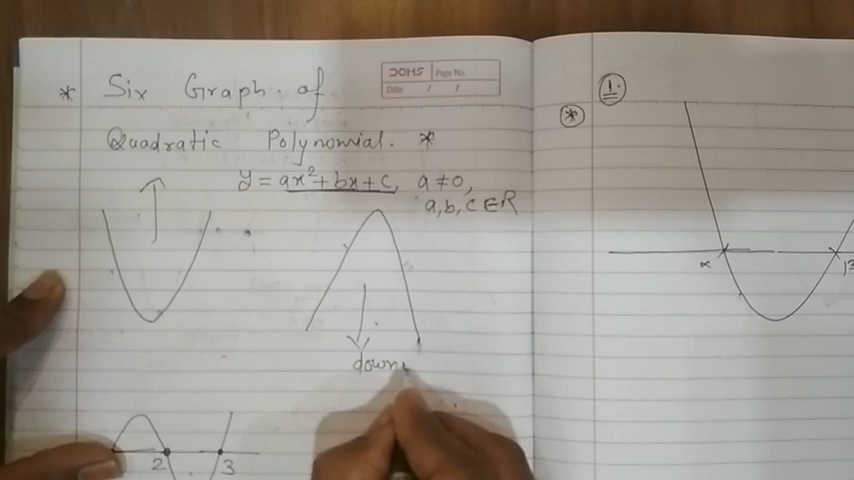 * Six Graph of
DOMS Page No.
Date / /
Quadratic Polynomial. *
y = ax²+bx+c, a ≠ 0,
a, b, c ∈ R
down
2 3
1.
*
α β